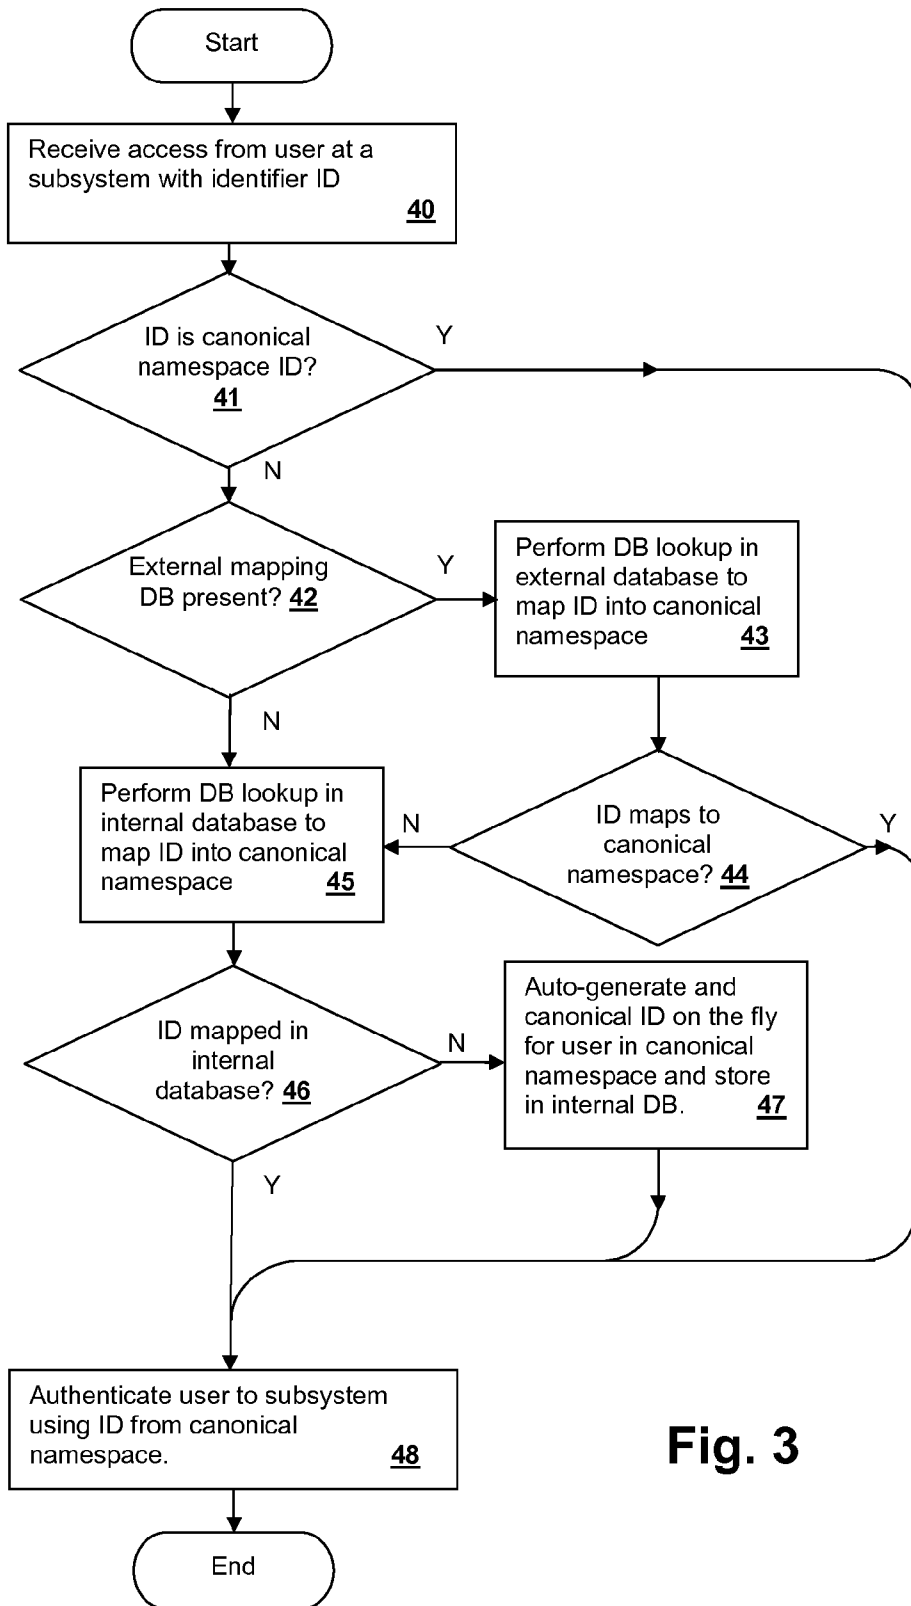 Start
Receive access from user at a
subsystem with identifier ID
40
ID is canonical
namespace ID?
41
Y
N
External mapping
DB present? 42
Y
N
Perform DB lookup in
external database to
map ID into canonical
namespace 43
ID maps to
canonical
namespace? 44
N
Y
Perform DB lookup in
internal database to
map ID into canonical
namespace 45
ID mapped in
internal
database? 46
N
Y
Auto-generate and
canonical ID on the fly
for user in canonical
namespace and store
in internal DB. 47
Authenticate user to subsystem
using ID from canonical
namespace. 48
Fig. 3
End